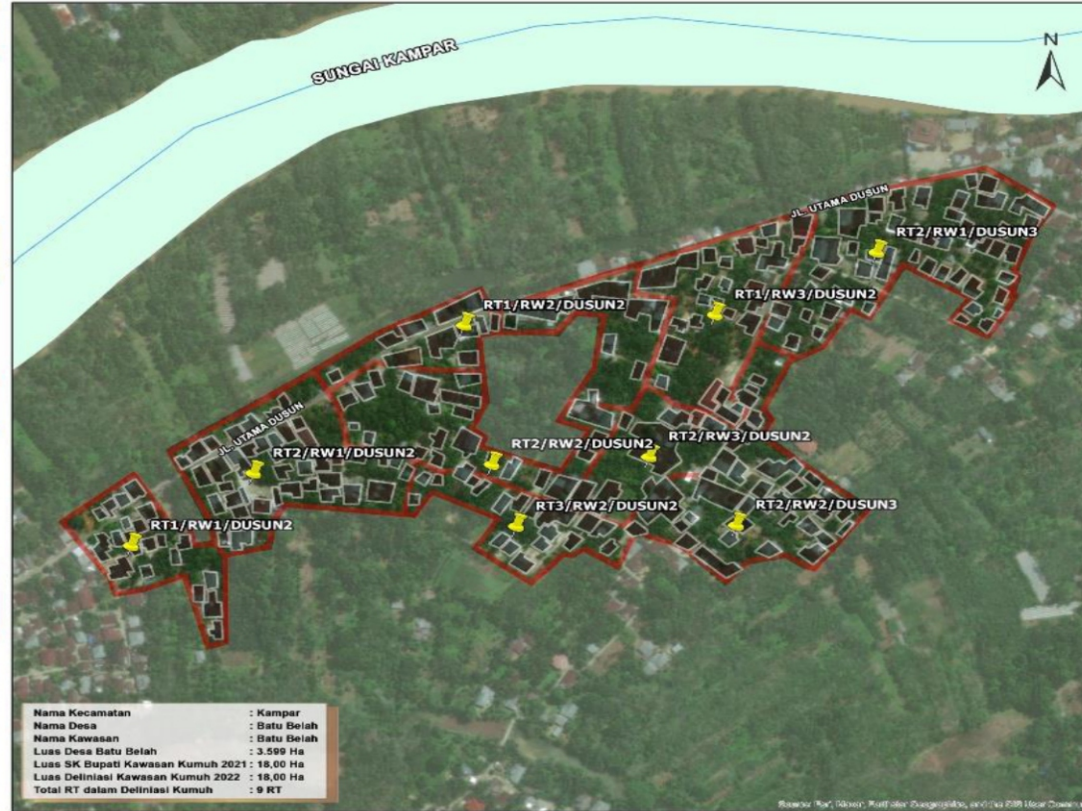 SUNGAI KAMPAR
N
JL. UTAMA DUSUN
RT2/RW1/DUSUN3
RT1/RW3/DUSUN2
RT1/RW2/DUSUN2
JL. UTAMA DUSUN
RT2/RW3/DUSUN2
RT2/RW2/DUSUN2
RT2/RW1/DUSUN2
RT3/RW2/DUSUN2
RT2/RW2/DUSUN3
RT1/RW1/DUSUN2
Nama Kecamatan : Kampar
Nama Desa : Batu Belah
Nama Kawasan : Batu Belah
Luas Desa Batu Belah : 3.599 Ha
Luas SK Bupati Kawasan Kumuh 2021 : 18,00 Ha
Luas Deliniasi Kawasan Kumuh 2022 : 18,00 Ha
Total RT dalam Deliniasi Kumuh : 9 RT